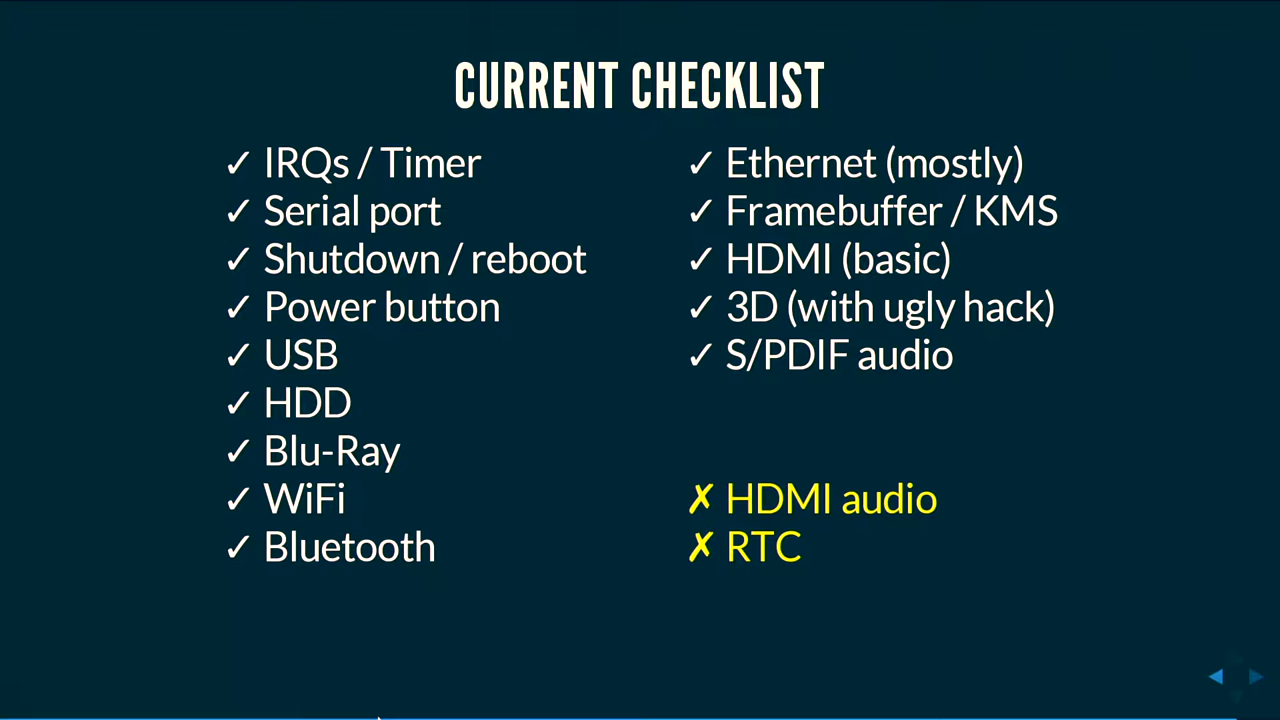 CURRENT CHECKLIST
✓ IRQs / Timer
✓ Serial port
✓ Shutdown / reboot
✓ Power button
✓ USB
✓ HDD
✓ Blu-Ray
✓ WiFi
✓ Bluetooth
✓ Ethernet (mostly)
✓ Framebuffer / KMS
✓ HDMI (basic)
✓ 3D (with ugly hack)
✓ S/PDIF audio
✗ HDMI audio
✗ RTC